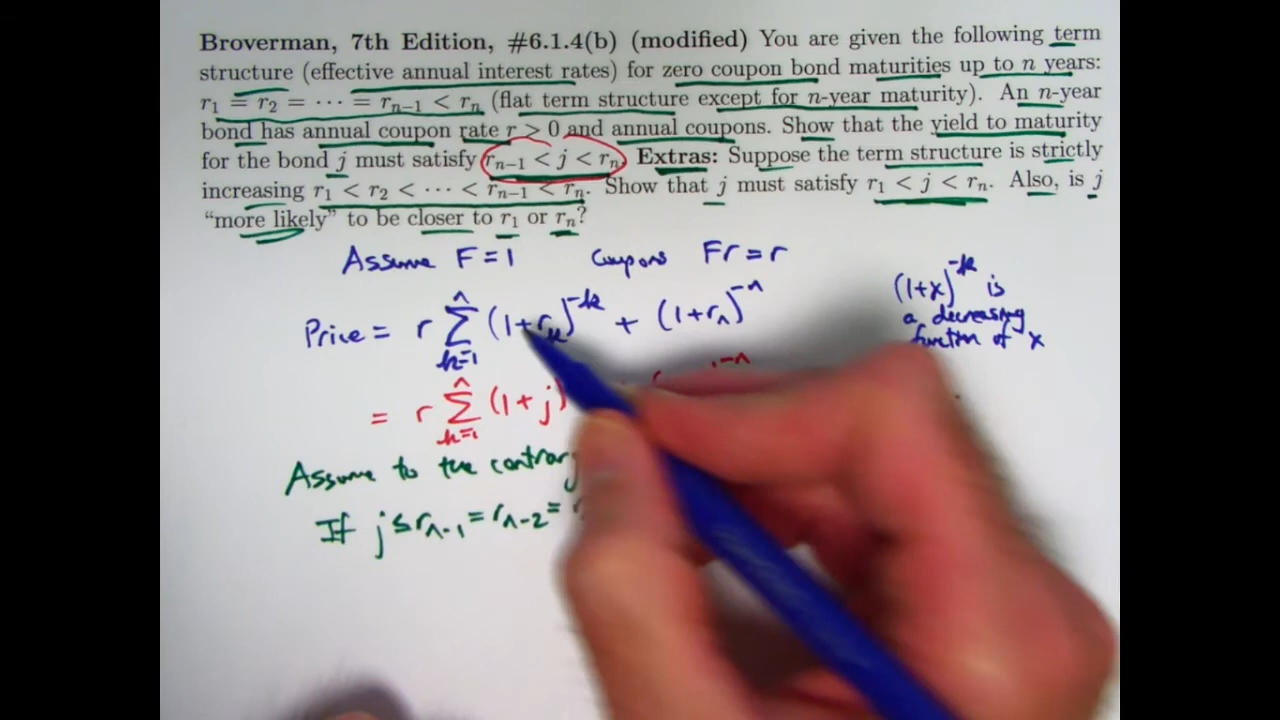 Broverman, 7th Edition, #6.1.4(b) (modified) You are given the following term
structure (effective annual interest rates) for zero coupon bond maturities up to n years:
r₁ = r₂ = ⋯ = rₙ₋₁ < rₙ (flat term structure except for n-year maturity). An n-year
bond has annual coupon rate r > 0 and annual coupons. Show that the yield to maturity
for the bond j must satisfy rₙ₋₁ < j < rₙ. Extras: Suppose the term structure is strictly
increasing r₁ < r₂ < ⋯ < rₙ₋₁ < rₙ. Show that j must satisfy r₁ < j < rₙ. Also, is j
“more likely” to be closer to r₁ or rₙ?
Assume F=1 Coupons Fr = r
Price = r Σₖ₌₁ⁿ (1+rₖ)⁻ᵏ + (1+rₙ)⁻ⁿ
(1+x)⁻ᵏ is
a decreasing
function of x
= r Σₖ₌₁ⁿ (1+j) -n
Assume to the contrary
If j ≤ rₙ₋₁ = rₙ₋₂ =